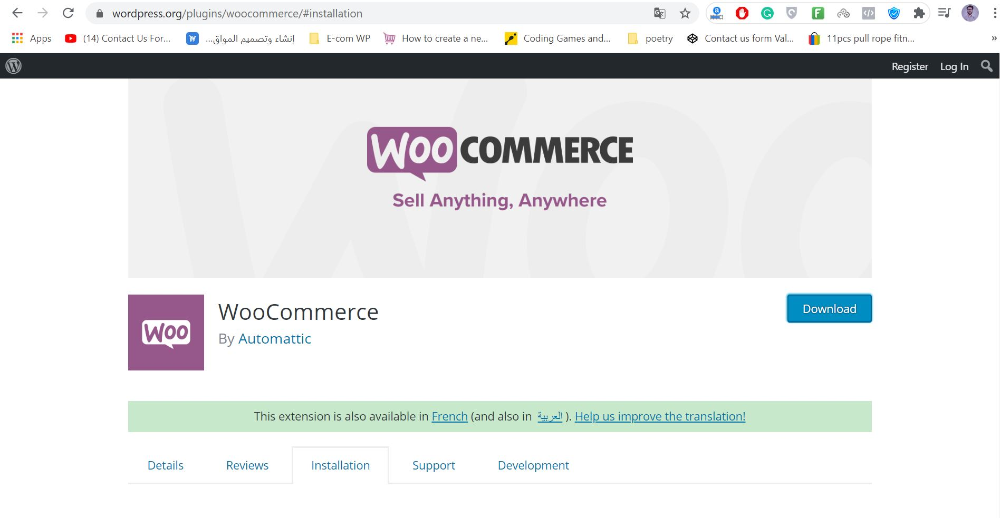 wordpress.org/plugins/woocommerce/#installation
Apps (14) Contact Us For... إنشاء وتصميم المواق... E-com WP How to create a ne... Coding Games and... poetry Contact us form Val... 11pcs pull rope fitn... »
Register Log In
WOO COMMERCE
Sell Anything, Anywhere
WOO
WooCommerce
Download
By Automattic
This extension is also available in French (and also in العربية ). Help us improve the translation!
Details Reviews Installation Support Development